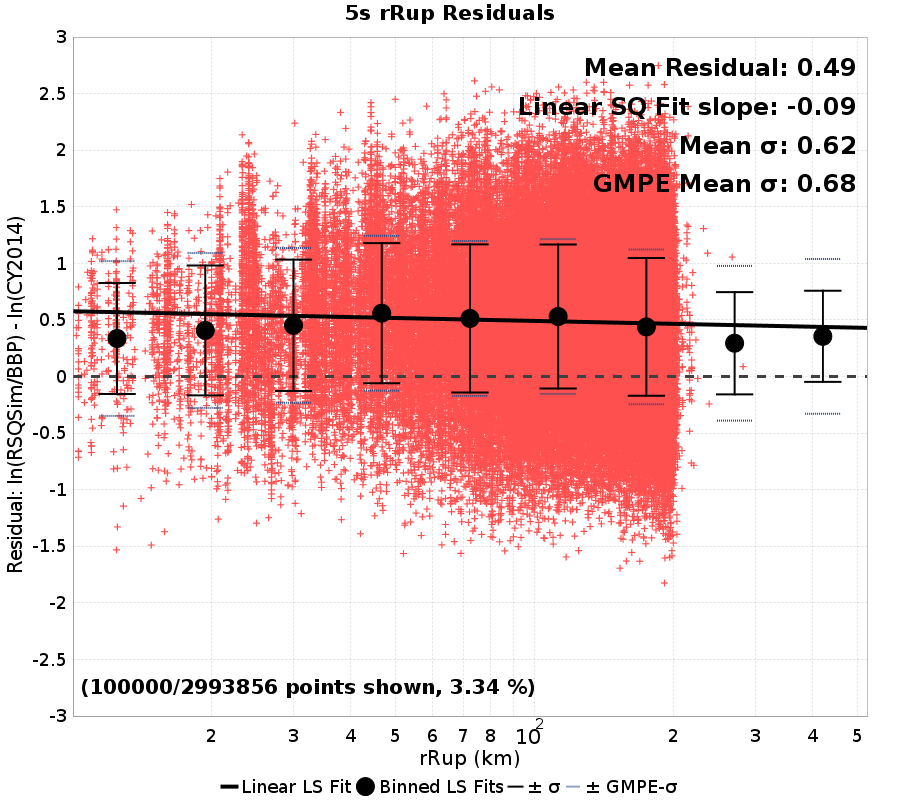 5s rRup Residuals
Mean Residual: 0.49
Linear SQ Fit slope: -0.09
Mean σ: 0.62
GMPE Mean σ: 0.68
Residual: ln(RSQSim/BBP) - ln(CY2014)
3
2.5
2
1.5
1
0.5
0
-0.5
-1
-1.5
-2
-2.5
-3
(100000/2993856 points shown, 3.34 %)
2 3 4 5 6 7 8 10² 2 3 4 5
rRup (km)
Linear LS Fit Binned LS Fits ± σ ± GMPE-σ